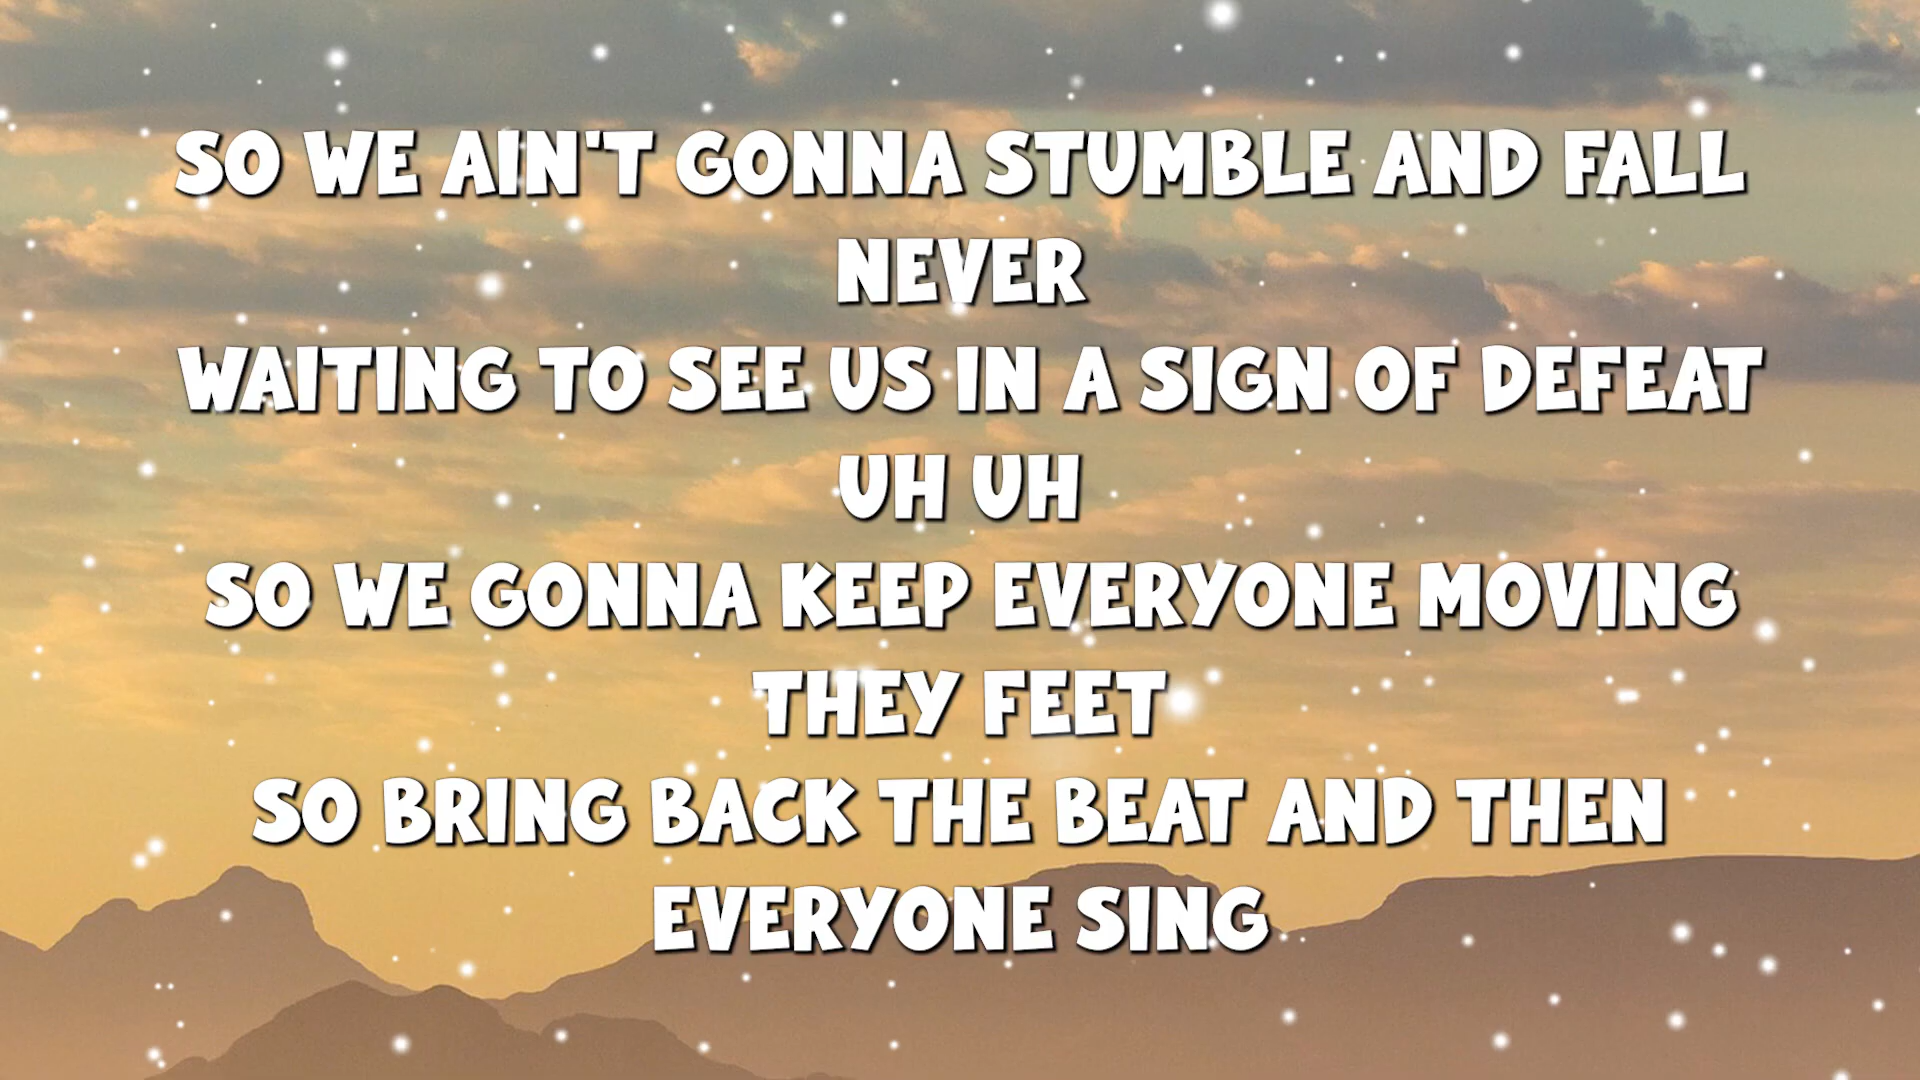 SO WE AIN'T GONNA STUMBLE AND FALL
NEVER
WAITING TO SEE US IN A SIGN OF DEFEAT
UH UH
SO WE GONNA KEEP EVERYONE MOVING
THEY FEET
SO BRING BACK THE BEAT AND THEN
EVERYONE SING